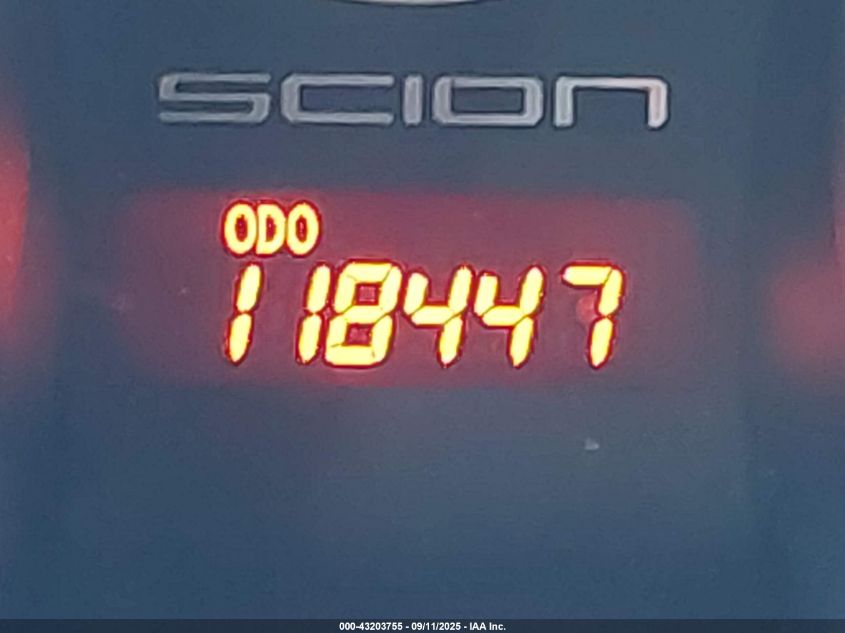 SCION
ODO
118447
000-43203755 - 09/11/2025 - IAA Inc.